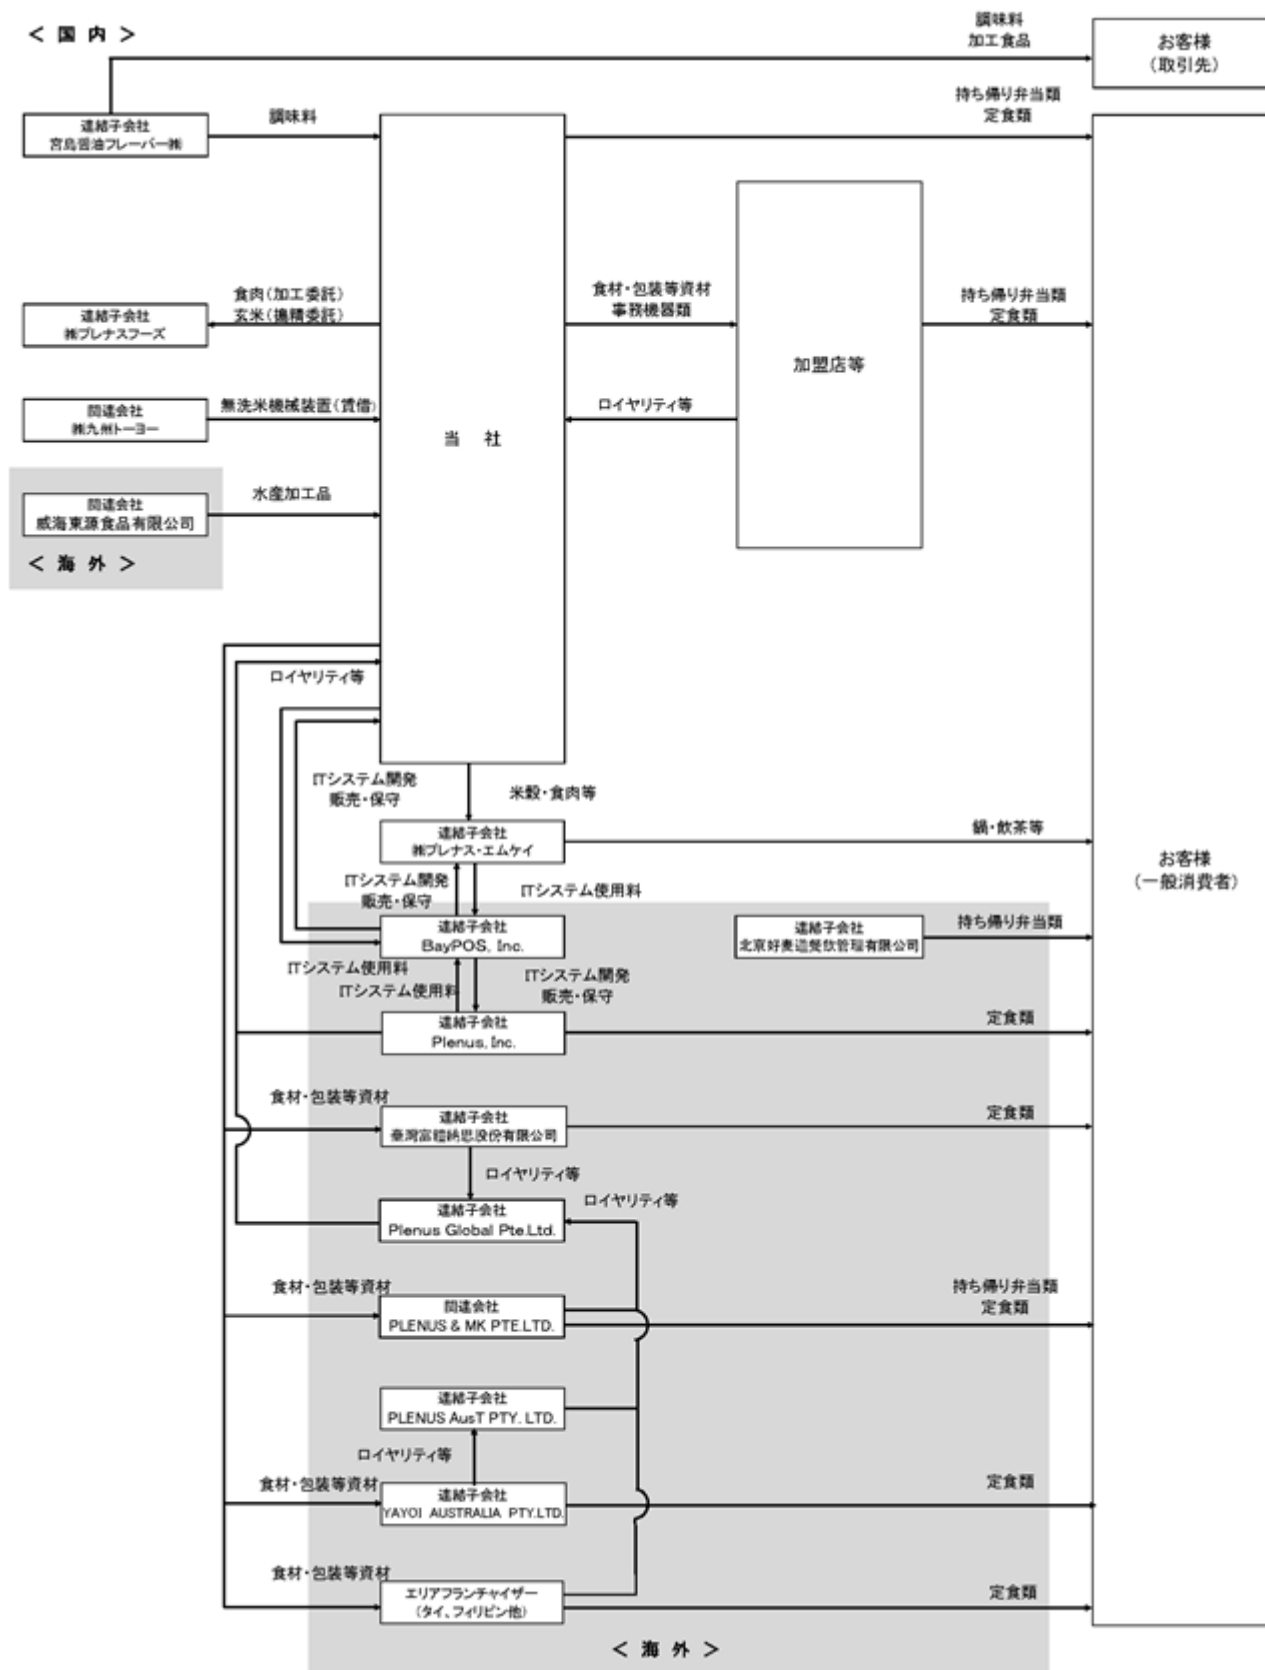 ＜ 国 内 ＞
調味料
加工食品
お客様
（取引先）
連結子会社
宮島醤油フレーバー㈱
調味料
持ち帰り弁当類
定食類
食肉（加工委託）
玄米（搗精委託）
連結子会社
㈱プレナスフーズ
食材・包装等資材
事務機器類
持ち帰り弁当類
定食類
加盟店等
関連会社
㈱九州トーヨー
無洗米機械装置（賃借）
ロイヤリティ等
当 社
関連会社
威海東源食品有限公司
水産加工品
＜ 海 外 ＞
ロイヤリティ等
ITシステム開発
販売・保守
米穀・食肉等
連結子会社
㈱プレナス・エムケイ
鍋・飲茶等
お客様
（一般消費者）
ITシステム開発
販売・保守
ITシステム使用料
連結子会社
BayPOS, Inc.
連結子会社
北京好麦道餐飲管理有限公司
持ち帰り弁当類
ITシステム使用料
ITシステム使用料
ITシステム開発
販売・保守
連結子会社
Plenus, Inc.
定食類
食材・包装等資材
連結子会社
臺灣富禮納思股份有限公司
定食類
ロイヤリティ等
ロイヤリティ等
連結子会社
Plenus Global Pte.Ltd.
食材・包装等資材
関連会社
PLENUS & MK PTE.LTD.
持ち帰り弁当類
定食類
連結子会社
PLENUS AusT PTY. LTD.
ロイヤリティ等
食材・包装等資材
連結子会社
YAYOI AUSTRALIA PTY.LTD.
定食類
食材・包装等資材
エリアフランチャイザー
（タイ、フィリピン他）
定食類
＜ 海 外 ＞